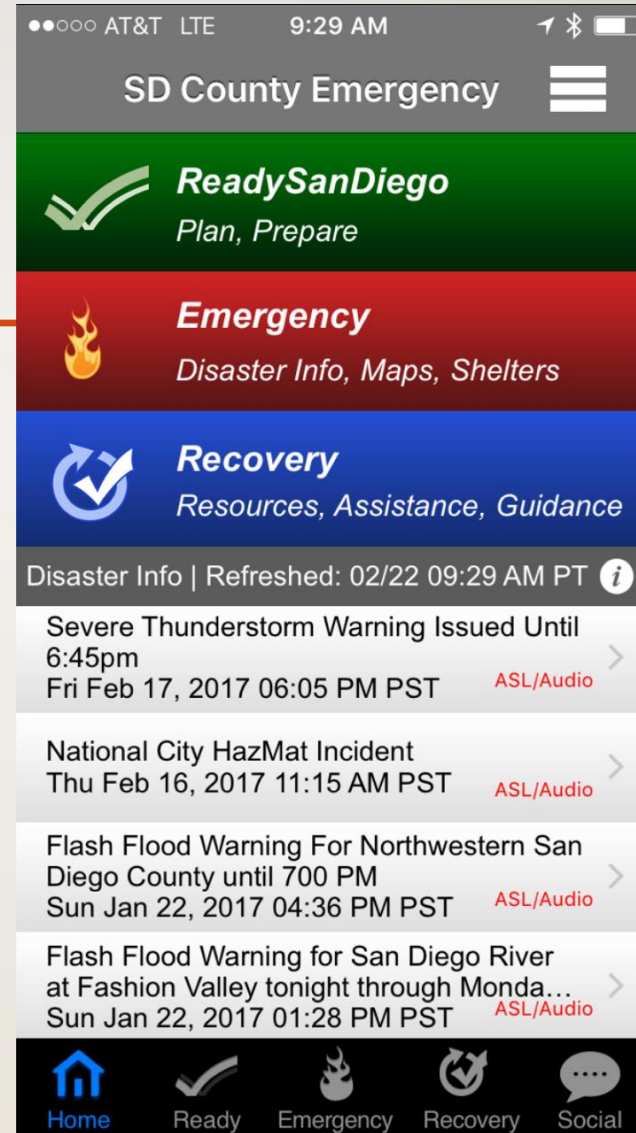 AT&T LTE 9:29 AM
SD County Emergency
ReadySanDiego
Plan, Prepare
Emergency
Disaster Info, Maps, Shelters
Recovery
Resources, Assistance, Guidance
Disaster Info | Refreshed: 02/22 09:29 AM PT i
Severe Thunderstorm Warning Issued Until
6:45pm
Fri Feb 17, 2017 06:05 PM PST ASL/Audio
National City HazMat Incident
Thu Feb 16, 2017 11:15 AM PST ASL/Audio
Flash Flood Warning For Northwestern San
Diego County until 700 PM
Sun Jan 22, 2017 04:36 PM PST ASL/Audio
Flash Flood Warning for San Diego River
at Fashion Valley tonight through Monda...
Sun Jan 22, 2017 01:28 PM PST ASL/Audio
Home Ready Emergency Recovery Social